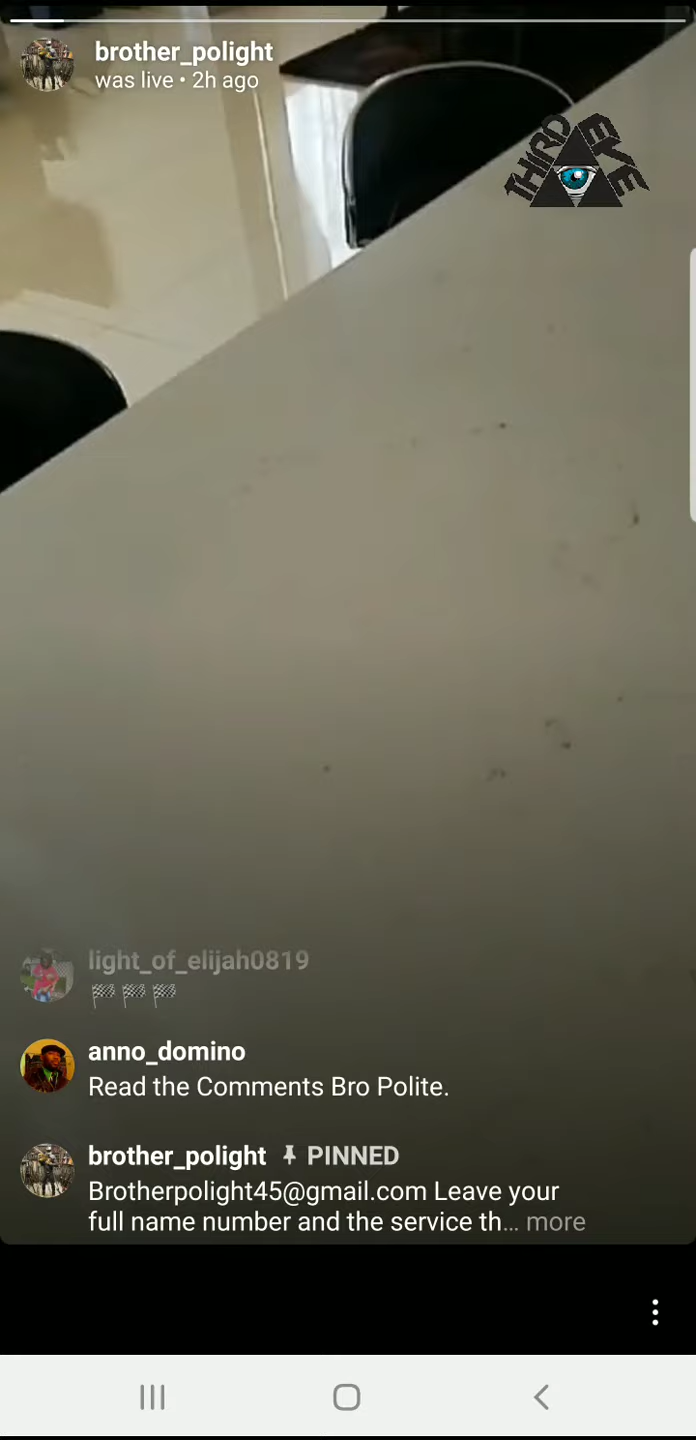 brother_polight
was live • 2h ago
THIRD EYE
light_of_elijah0819
🏁 🏁 🏁
anno_domino
Read the Comments Bro Polite.
brother_polight 📌 PINNED
Brotherpolight45@gmail.com Leave your
full name number and the service th... more